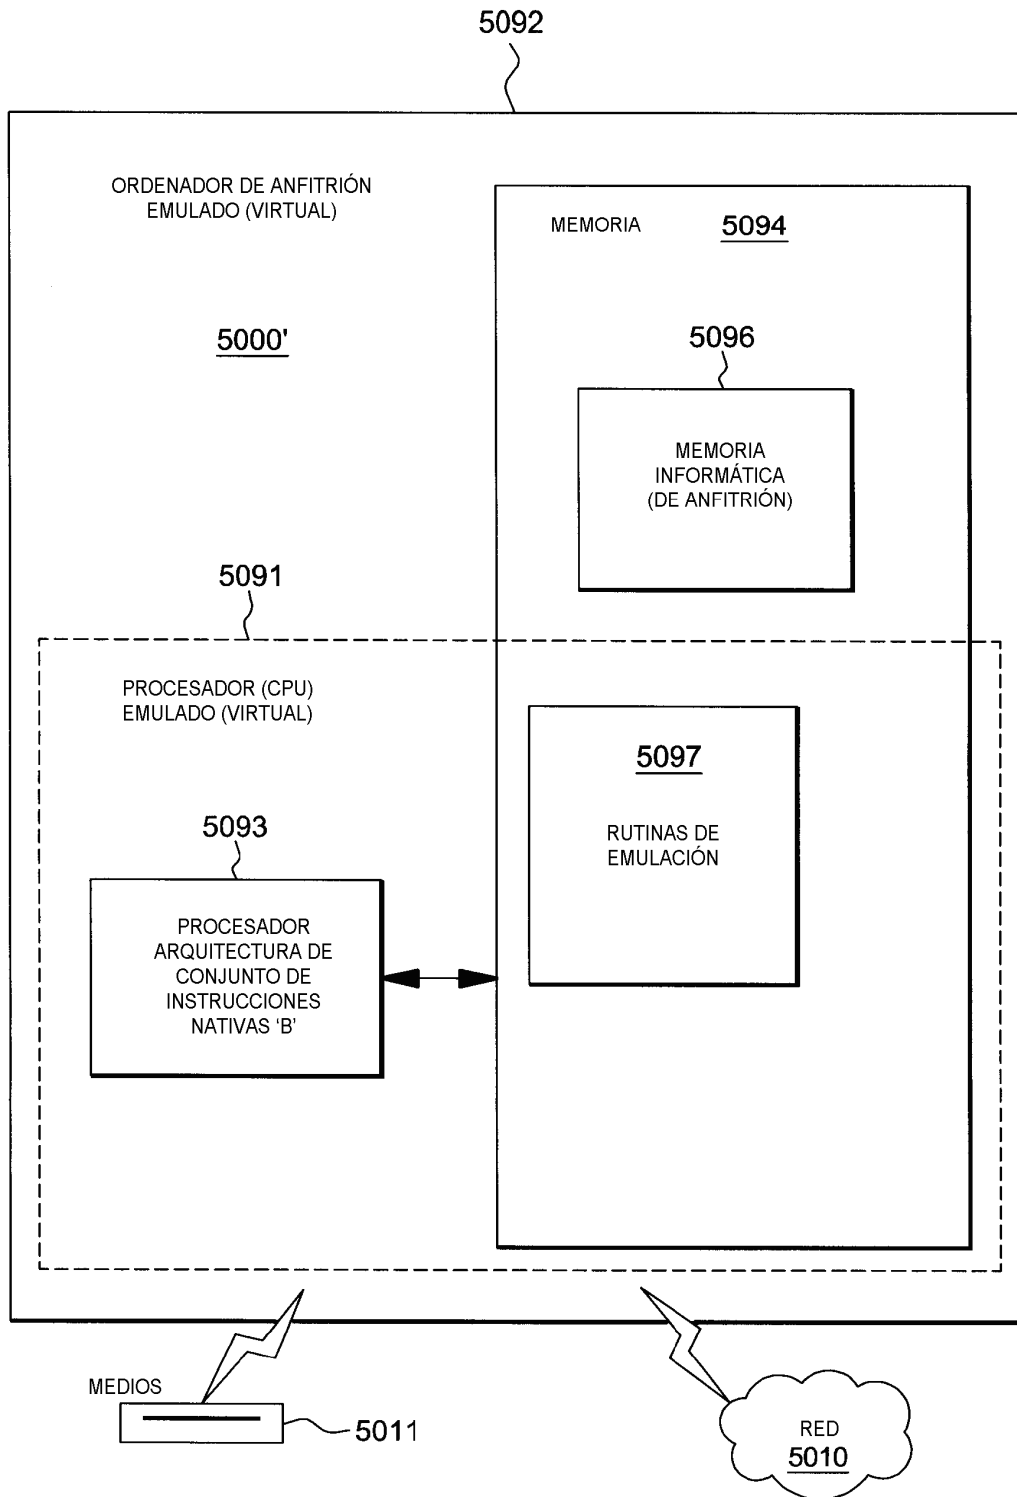 5092
ORDENADOR DE ANFITRIÓN
EMULADO (VIRTUAL)
5000'
MEMORIA 5094
5096
MEMORIA
INFORMÁTICA
(DE ANFITRIÓN)
5091
PROCESADOR (CPU)
EMULADO (VIRTUAL)
5097
RUTINAS DE
EMULACIÓN
5093
PROCESADOR
ARQUITECTURA DE
CONJUNTO DE
INSTRUCCIONES
NATIVAS ‘B’
MEDIOS
5011
RED
5010